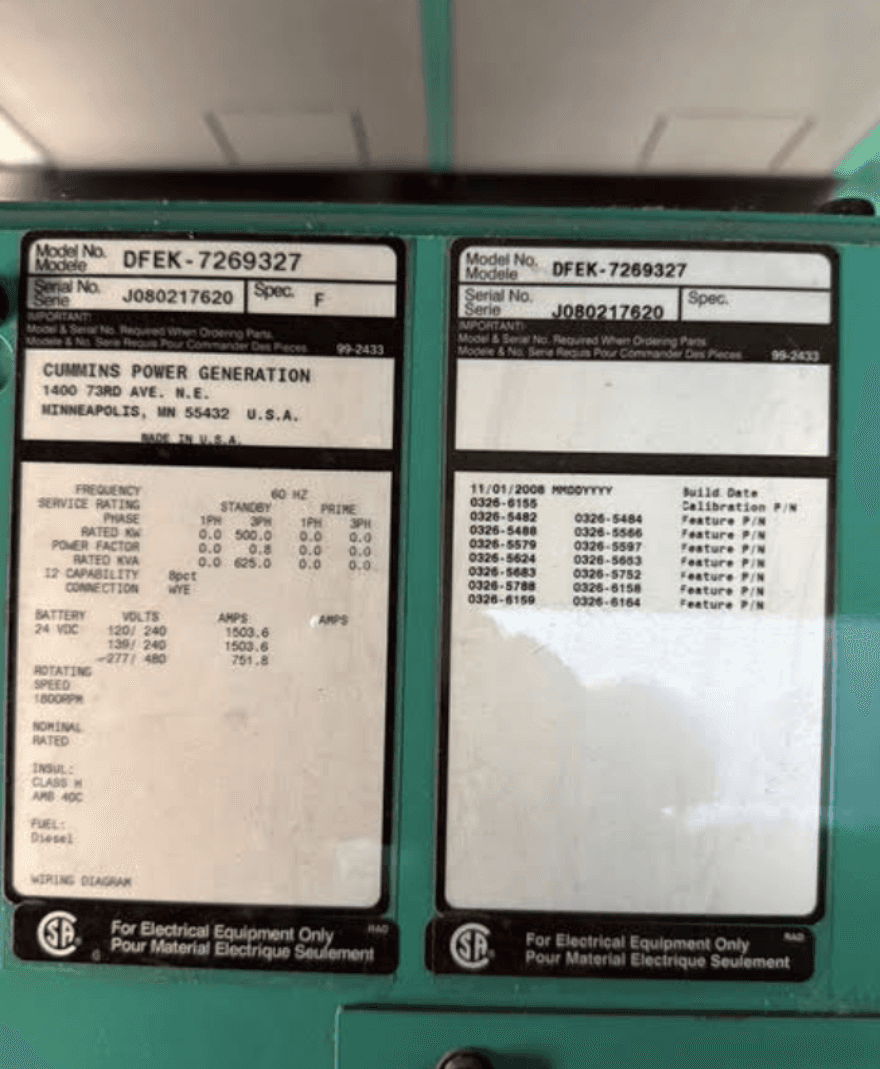 Model No. DFEK-7269327
Modele
Serial No. J080217620 Spec. F
Serie
IMPORTANT!
Model & Serial No. Required When Ordering Parts
Modele & No. Serie Requis Pour Commander Des Pieces 99-2433
CUMMINS POWER GENERATION
1400 73RD AVE. N.E.
MINNEAPOLIS, MN 55432 U.S.A.
MADE IN U.S.A.
FREQUENCY 60 HZ
SERVICE RATING STANDBY PRIME
PHASE 1PH 3PH 1PH 3PH
RATED KW 0.0 500.0 0.0 0.0
POWER FACTOR 0.0 0.8 0.0 0.0
RATED KVA 0.0 625.0 0.0 0.0
I2 CAPABILITY 8pct
CONNECTION WYE
BATTERY VOLTS AMPS AMPS
24 VDC 120/ 240 1503.6
139/ 240 1503.6
277/ 480 751.8
ROTATING
SPEED
1800RPM
NOMINAL
RATED
INSUL:
CLASS H
AMB 40C
FUEL:
Diesel
WIRING DIAGRAM
SA For Electrical Equipment Only
G Pour Material Electrique Seulement
Model No. DFEK-7269327
Modele
Serial No. J080217620 Spec.
Serie
IMPORTANT!
Model & Serial No. Required When Ordering Parts
Modele & No. Serie Requis Pour Commander Des Pieces 99-2433
11/01/2008 MMDDYYYY Build Date
0326-6155 Calibration P/N
0326-5482 0326-5484 Feature P/N
0326-5488 0326-5566 Feature P/N
0326-5579 0326-5597 Feature P/N
0326-5624 0326-5653 Feature P/N
0326-5683 0326-5752 Feature P/N
0326-5788 0326-6158 Feature P/N
0326-6159 0326-6164 Feature P/N
SA For Electrical Equipment Only
Pour Material Electrique Seulement